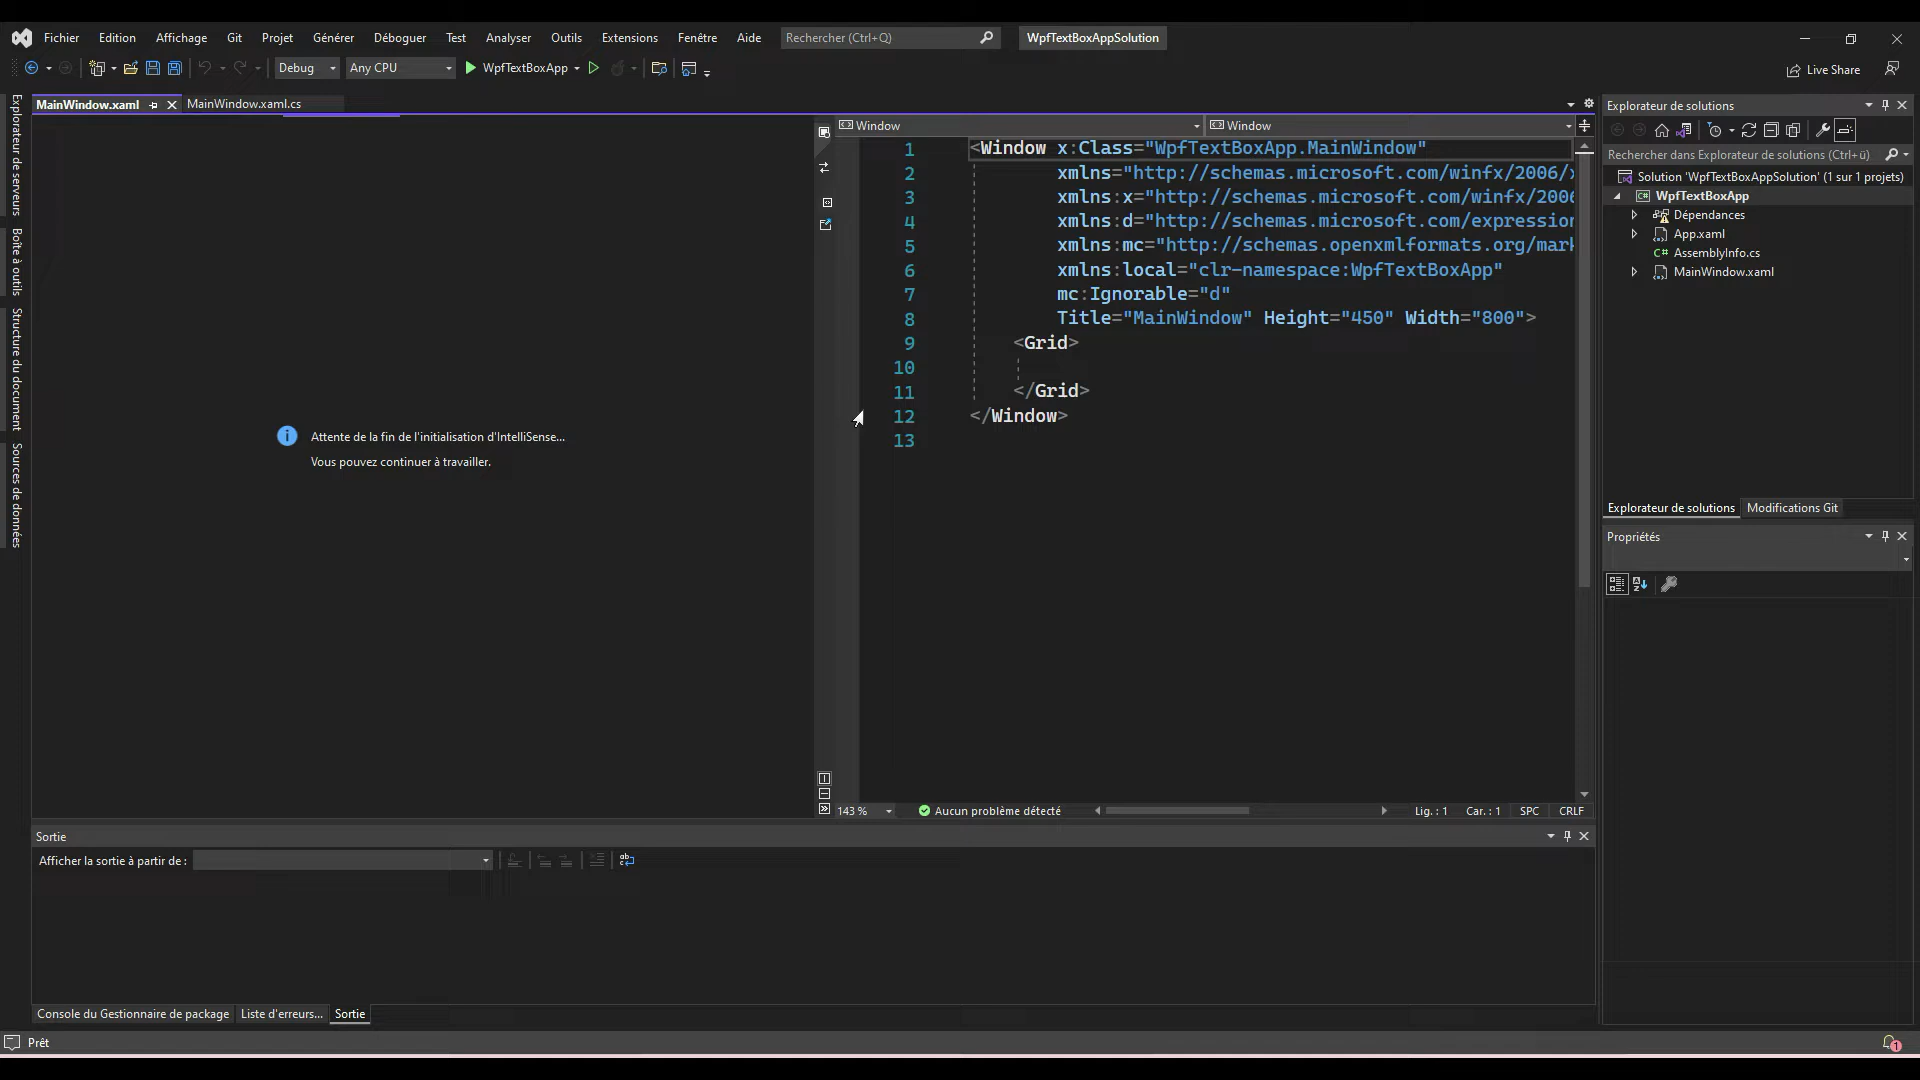 Fichier Edition Affichage Git Projet Générer Déboguer Test Analyser Outils Extensions Fenêtre Aide Rechercher (Ctrl+Q) WpfTextBoxAppSolution
Debug Any CPU WpfTextBoxApp Live Share
MainWindow.xaml MainWindow.xaml.cs
Explorateur de serveurs
Boîte à outils
Structure du document
Sources de données
Attente de la fin de l'initialisation d'IntelliSense...
Vous pouvez continuer à travailler.
Window Window
1 <Window x:Class="WpfTextBoxApp.MainWindow"
2 xmlns="http://schemas.microsoft.com/winfx/2006/x
3 xmlns:x="http://schemas.microsoft.com/winfx/2006
4 xmlns:d="http://schemas.microsoft.com/expression
5 xmlns:mc="http://schemas.openxmlformats.org/mark
6 xmlns:local="clr-namespace:WpfTextBoxApp"
7 mc:Ignorable="d"
8 Title="MainWindow" Height="450" Width="800">
9 <Grid>
10
11 </Grid>
12 </Window>
13
143 % Aucun problème détecté Lig. : 1 Car. : 1 SPC CRLF
Explorateur de solutions
Rechercher dans Explorateur de solutions (Ctrl+ü)
Solution 'WpfTextBoxAppSolution' (1 sur 1 projets)
WpfTextBoxApp
Dépendances
App.xaml
AssemblyInfo.cs
MainWindow.xaml
Explorateur de solutions Modifications Git
Propriétés
Sortie
Afficher la sortie à partir de :
Console du Gestionnaire de package Liste d'erreurs... Sortie
Prêt
1